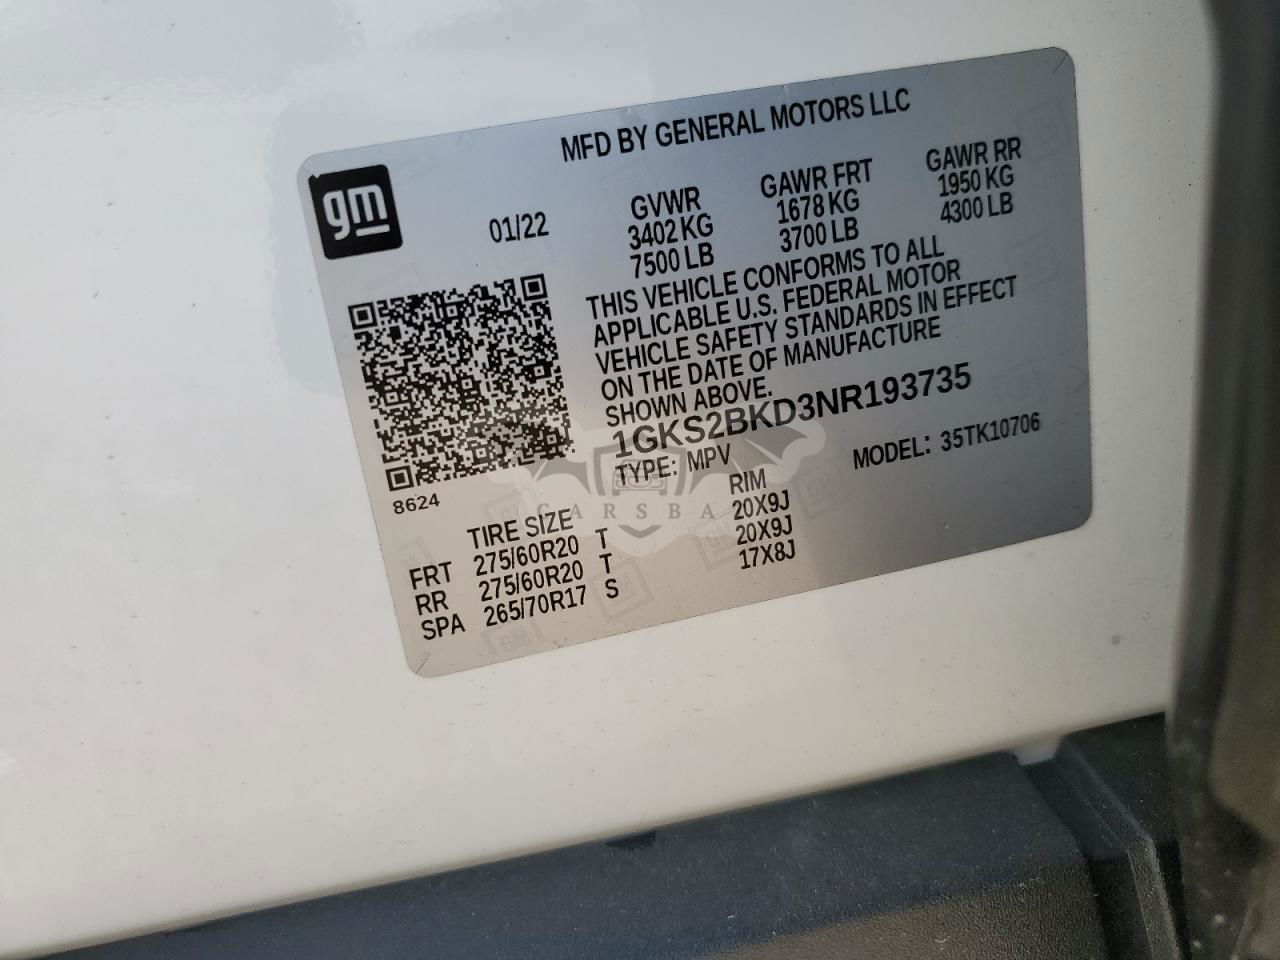 MFD BY GENERAL MOTORS LLC
gm
01/22
GVWR GAWR FRT GAWR RR
3402 KG 1678 KG 1950 KG
7500 LB 3700 LB 4300 LB
THIS VEHICLE CONFORMS TO ALL
APPLICABLE U.S. FEDERAL MOTOR
VEHICLE SAFETY STANDARDS IN EFFECT
ON THE DATE OF MANUFACTURE
SHOWN ABOVE.
1GKS2BKD3NR193735
TYPE: MPV MODEL: 35TK10706
8624
TIRE SIZE RIM
FRT 275/60R20 T 20X9J
RR 275/60R20 T 20X9J
SPA 265/70R17 S 17X8J
CARSBA